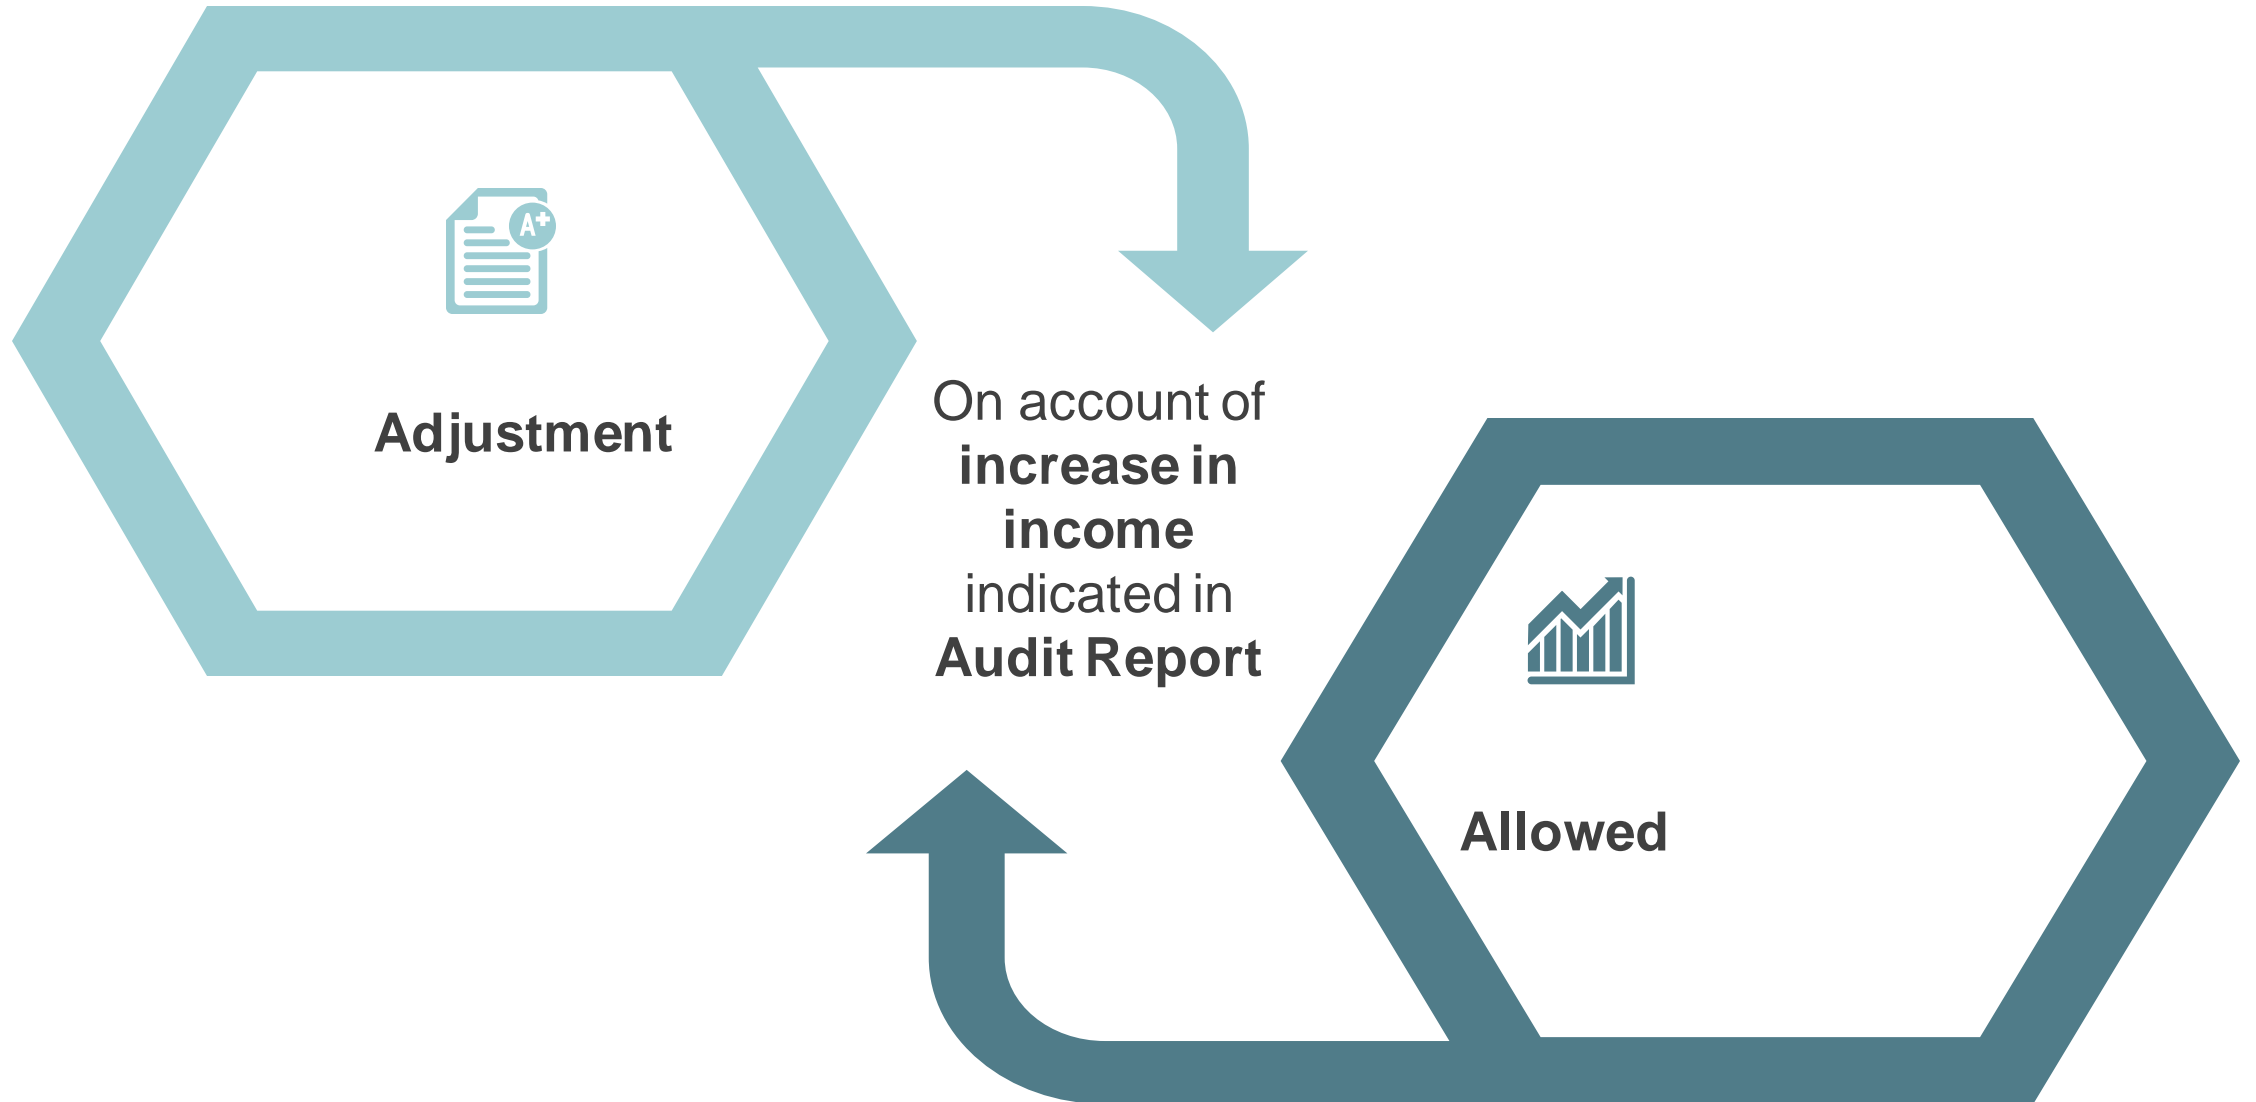 A+
Adjustment
On account of
increase in
income
indicated in
Audit Report
Allowed